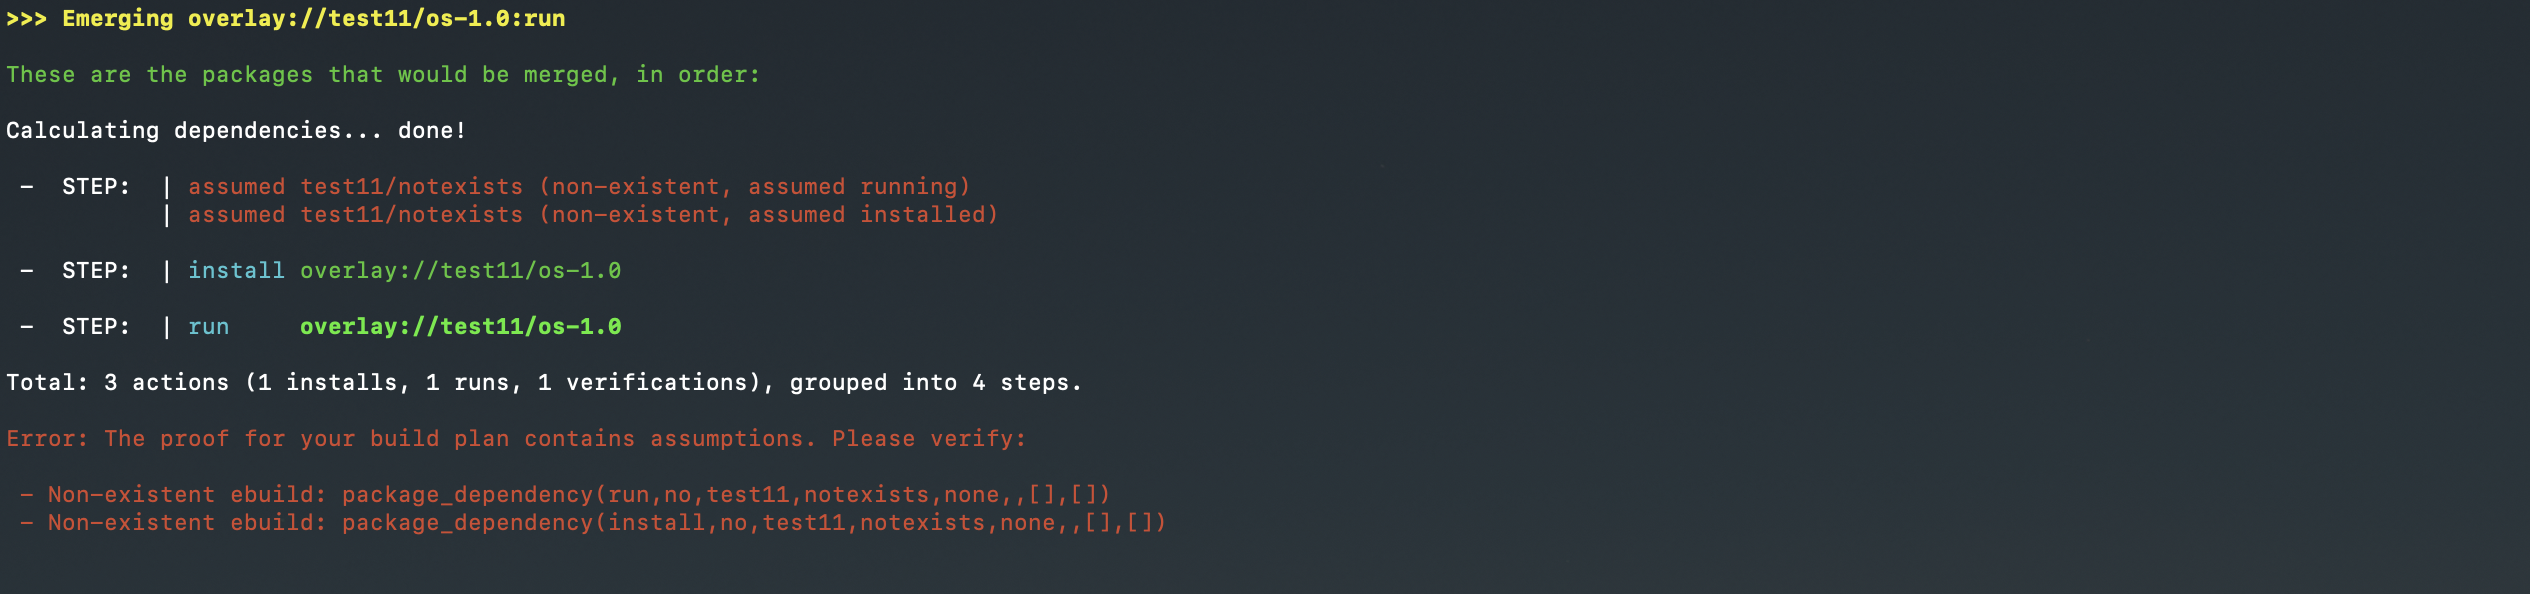 >>> Emerging overlay://test11/os-1.0:run
These are the packages that would be merged, in order:
Calculating dependencies... done!
 -  STEP:  | assumed test11/notexists (non-existent, assumed running)
           | assumed test11/notexists (non-existent, assumed installed)
 -  STEP:  | install overlay://test11/os-1.0
 -  STEP:  | run     overlay://test11/os-1.0
Total: 3 actions (1 installs, 1 runs, 1 verifications), grouped into 4 steps.
Error: The proof for your build plan contains assumptions. Please verify:
 - Non-existent ebuild: package_dependency(run,no,test11,notexists,none,,[],[])
 - Non-existent ebuild: package_dependency(install,no,test11,notexists,none,,[],[])